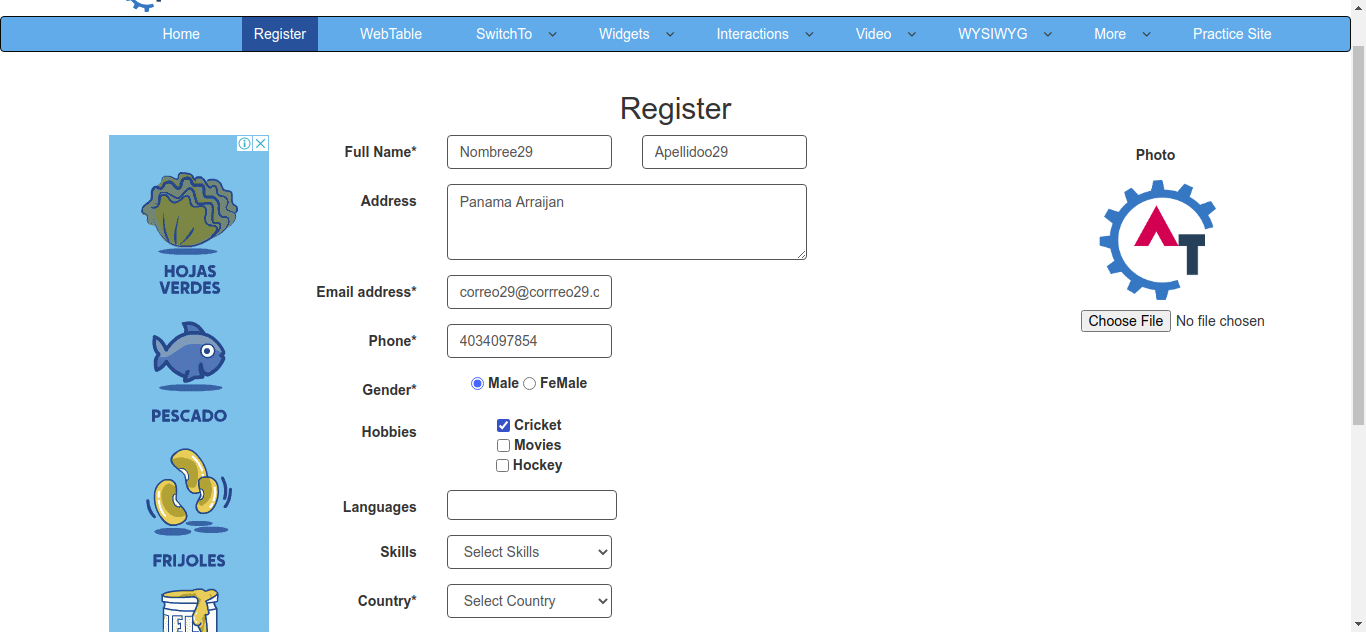 Home Register WebTable SwitchTo Widgets Interactions Video WYSIWYG More Practice Site
Register
HOJAS
VERDES
PESCADO
FRIJOLES
Full Name* Nombree29 Apellidoo29
Address Panama Arraijan
Email address* correo29@corrreo29.c
Phone* 4034097854
Gender* Male FeMale
Hobbies Cricket
Movies
Hockey
Languages
Skills Select Skills
Country* Select Country
Photo
AT
Choose File No file chosen